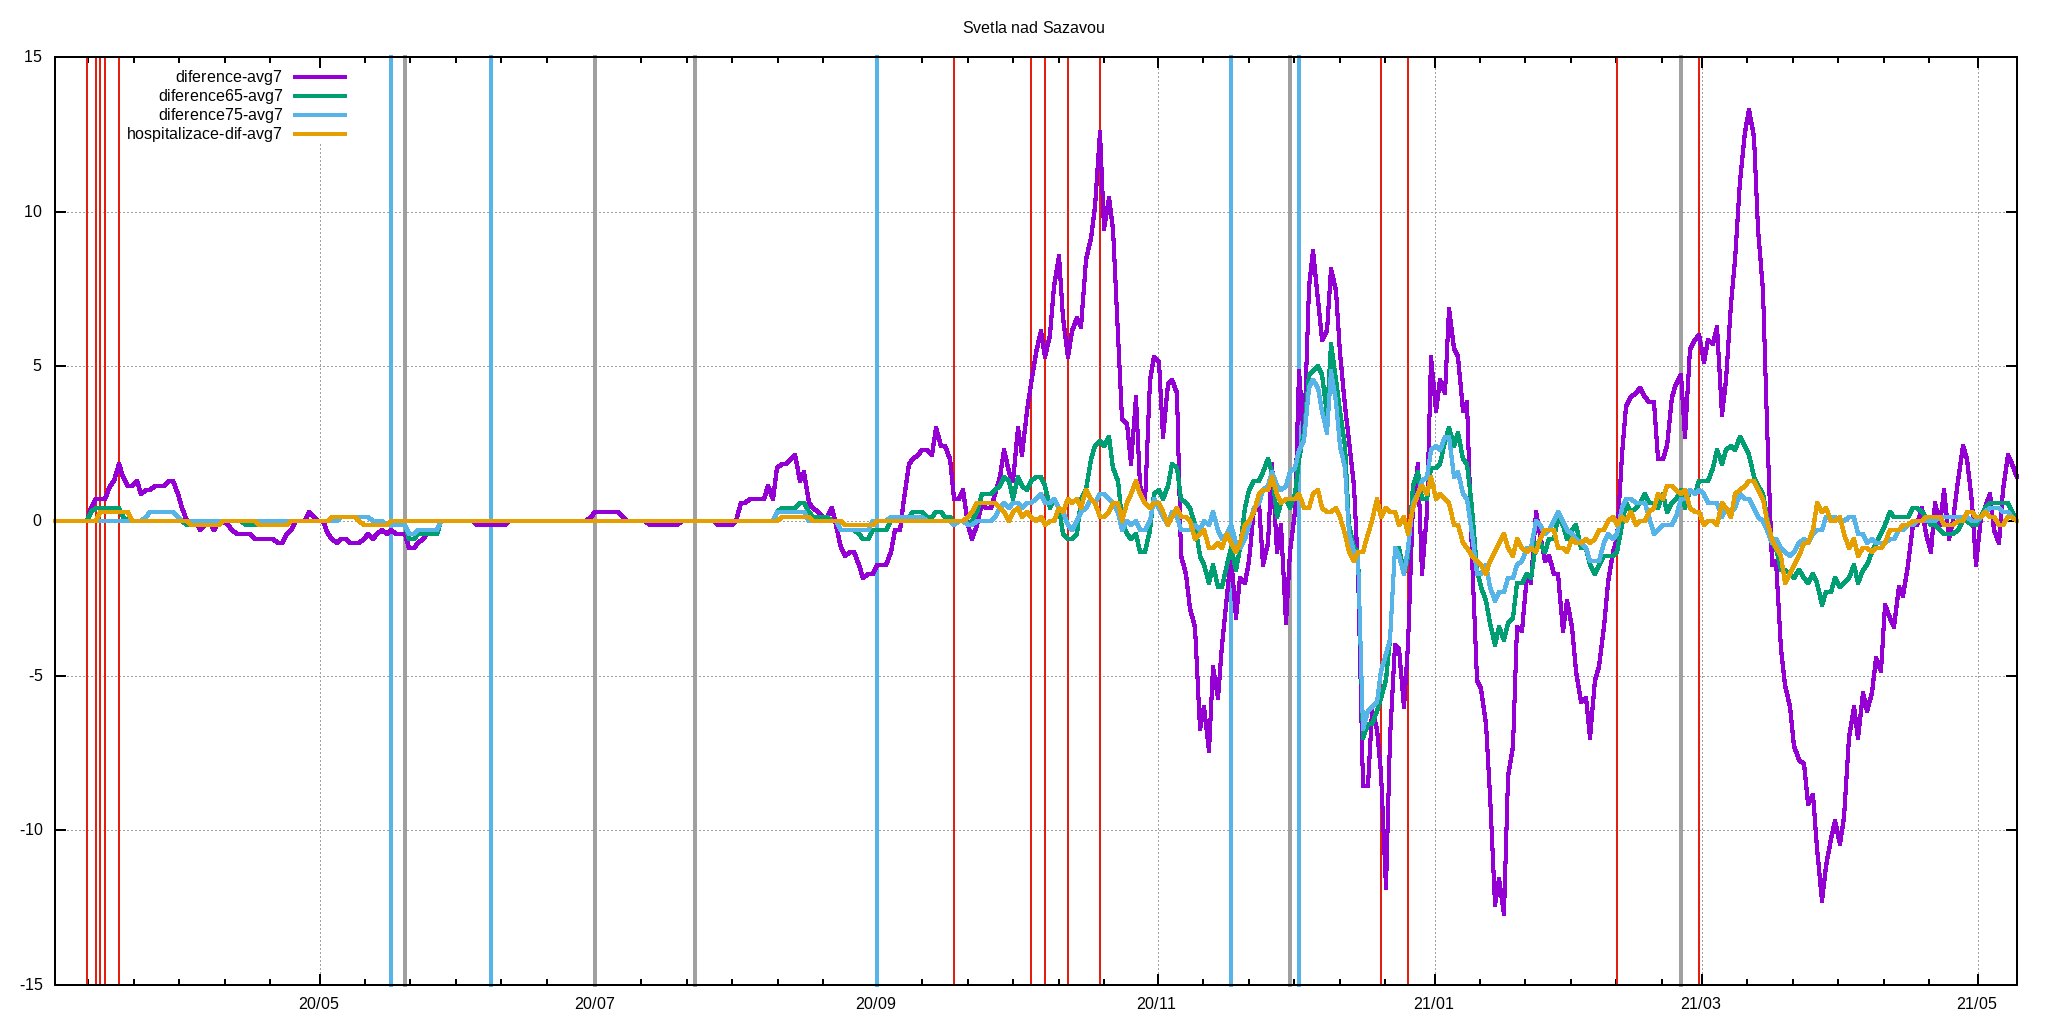 Svetla nad Sazavou
15
diference-avg7
diference65-avg7
diference75-avg7
hospitalizace-dif-avg7
10
5
0
-5
-10
-15
20/05 20/07 20/09 20/11 21/01 21/03 21/05